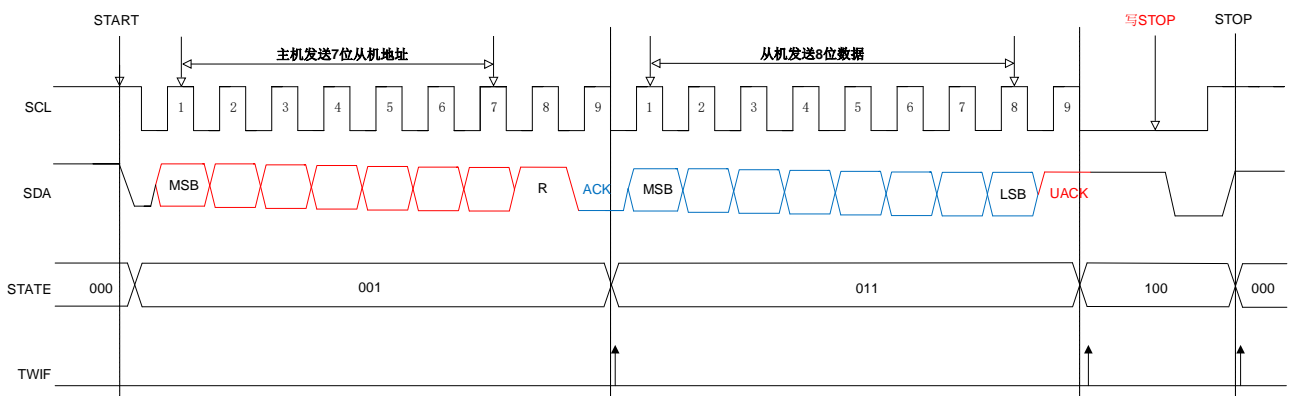 START 写STOP STOP
主机发送7位从机地址 从机发送8位数据
SCL 1 2 3 4 5 6 7 8 9 1 2 3 4 5 6 7 8 9
SDA MSB R ACK MSB LSB UACK
STATE 000 001 011 100 000
TWIF